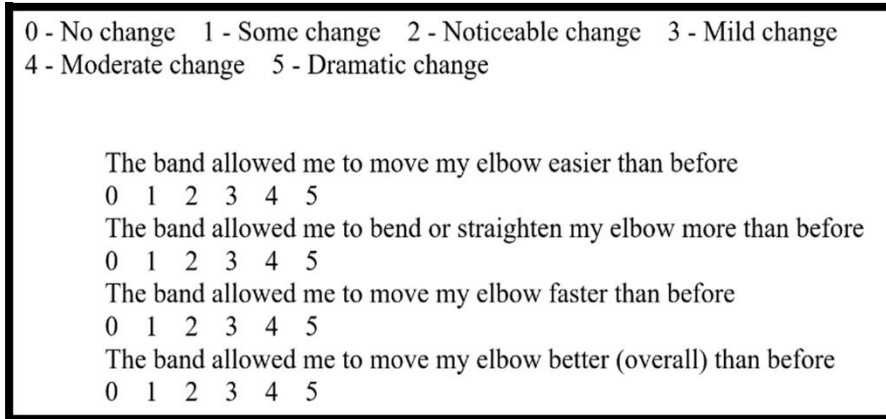 0 - No change 1 - Some change 2 - Noticeable change 3 - Mild change
4 - Moderate change 5 - Dramatic change
The band allowed me to move my elbow easier than before
0 1 2 3 4 5
The band allowed me to bend or straighten my elbow more than before
0 1 2 3 4 5
The band allowed me to move my elbow faster than before
0 1 2 3 4 5
The band allowed me to move my elbow better (overall) than before
0 1 2 3 4 5